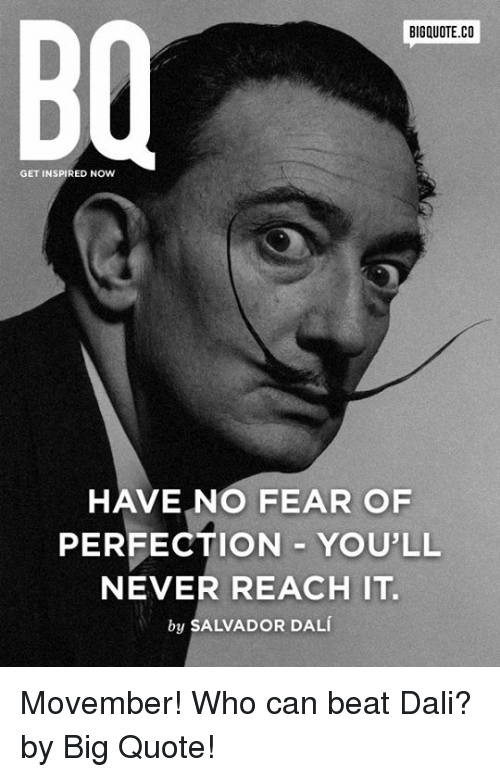 BQ
BIGQUOTE.CO
GET INSPIRED NOW
HAVE NO FEAR OF
PERFECTION - YOU'LL
NEVER REACH IT.
by SALVADOR DALÍ
Movember! Who can beat Dali?
by Big Quote!